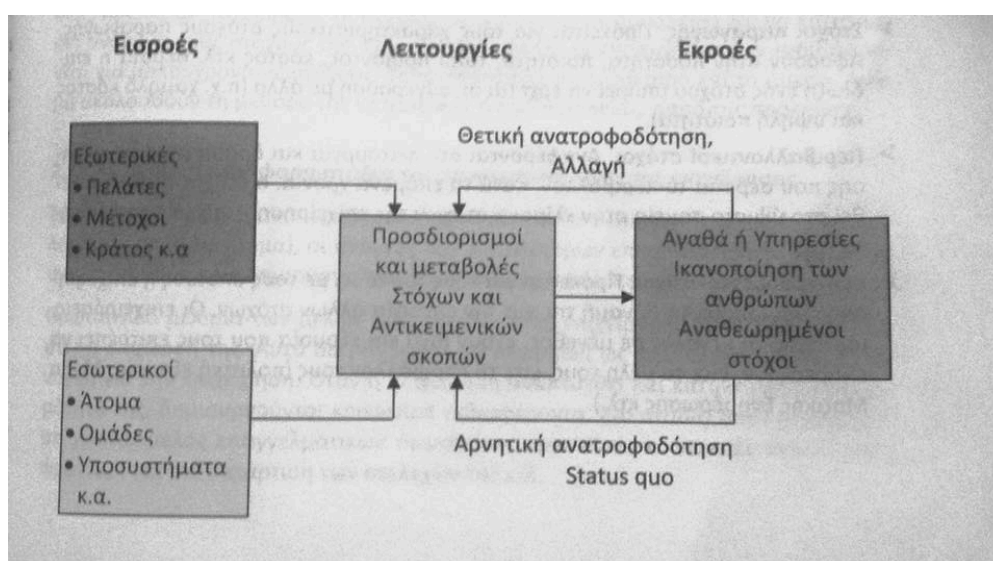 Εισροές
Λειτουργίες
Εκροές
Εξωτερικές
• Πελάτες
• Μέτοχοι
• Κράτος κ.α
Θετική ανατροφοδότηση,
Αλλαγή
Προσδιορισμοί
και μεταβολές
Στόχων και
Αντικειμενικών
σκοπών
Αγαθά ή Υπηρεσίες
Ικανοποίηση των
ανθρώπων
Αναθεωρημένοι
στόχοι
Εσωτερικοί
• Άτομα
• Ομάδες
• Υποσυστήματα
κ.α.
Αρνητική ανατροφοδότηση
Status quo